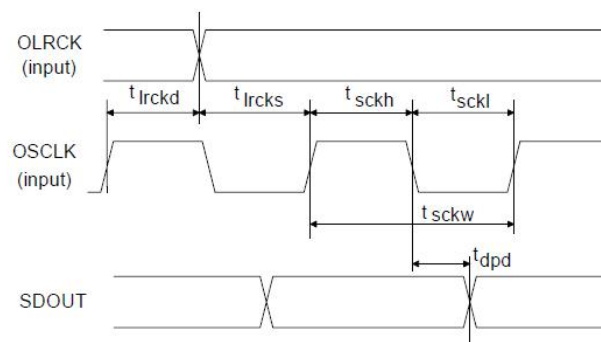 OLRCK
(input)
t lrckd
t lrcks
t sckh
t sckl
OSCLK
(input)
t sckw
t dpd
SDOUT